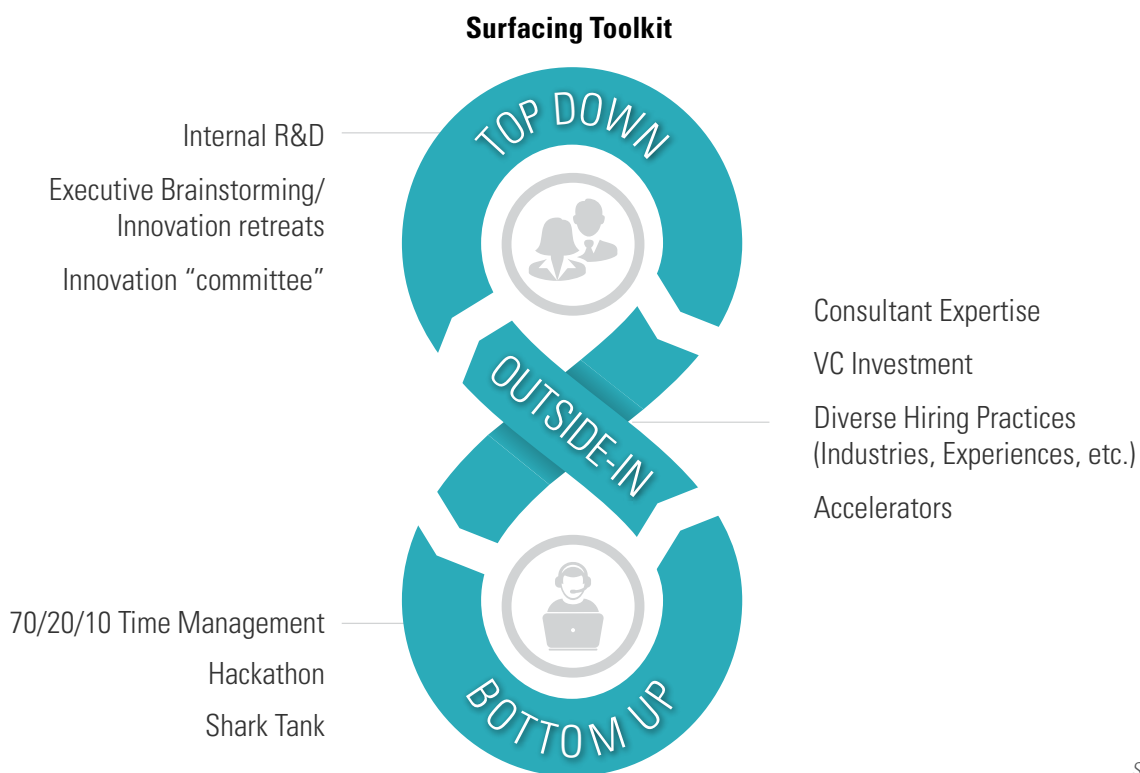 Surfacing Toolkit
TOP DOWN
Internal R&D
Executive Brainstorming/
Innovation retreats
Innovation “committee”
OUTSIDE-IN
Consultant Expertise
VC Investment
Diverse Hiring Practices
(Industries, Experiences, etc.)
Accelerators
70/20/10 Time Management
Hackathon
Shark Tank
BOTTOM UP